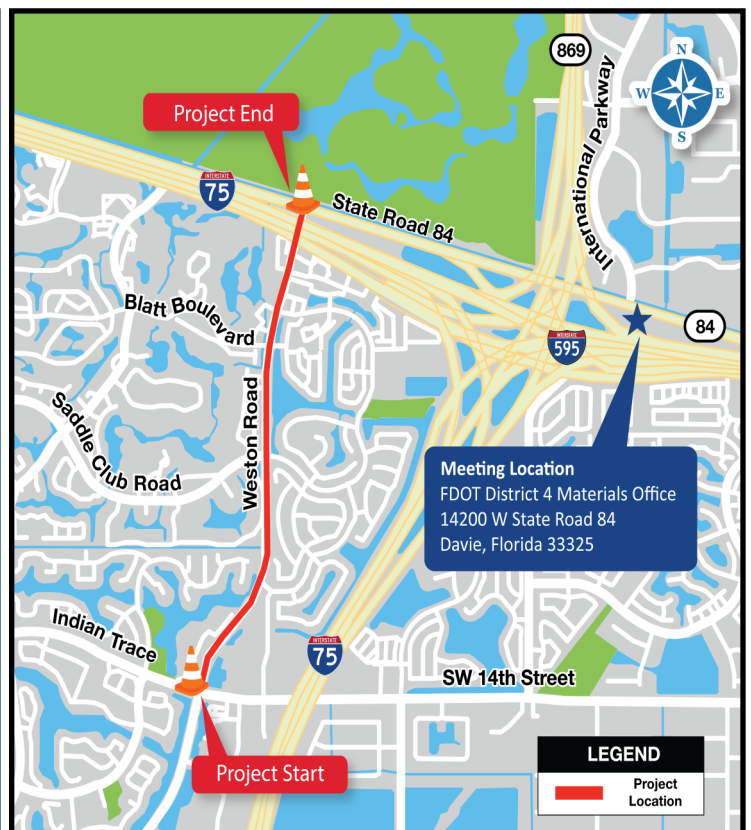 869
International Parkway
N
W
E
S
Project End
INTERSTATE
75
State Road 84
Blatt Boulevard
INTERSTATE
595
84
Saddle Club Road
Weston Road
Meeting Location
FDOT District 4 Materials Office
14200 W State Road 84
Davie, Florida 33325
Indian Trace
INTERSTATE
75
SW 14th Street
Project Start
LEGEND
Project
Location